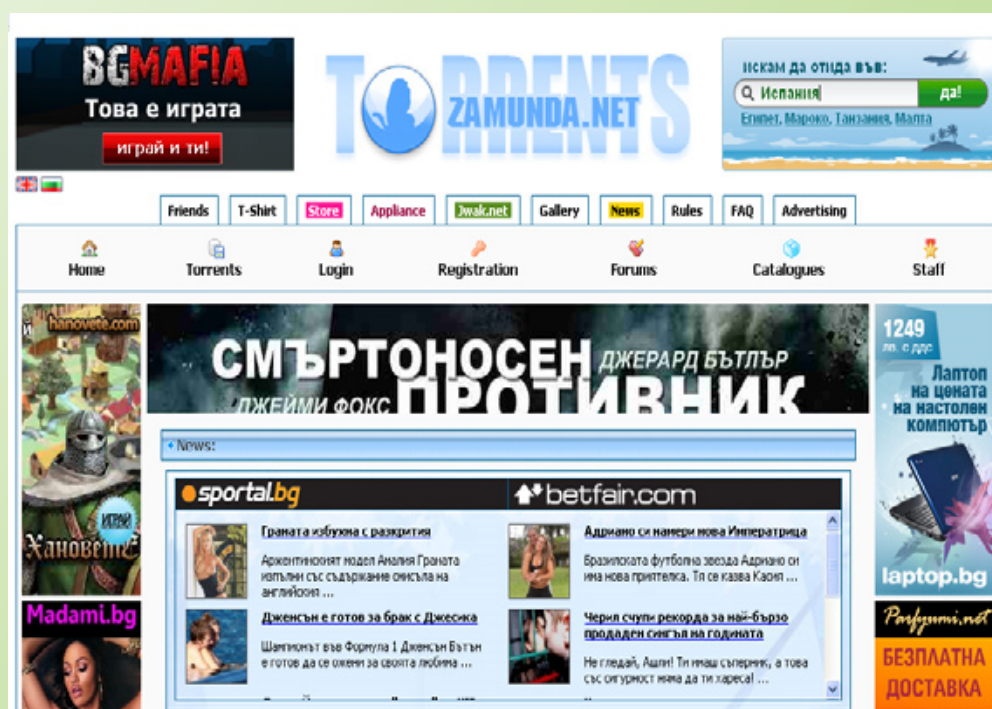 BGMAFIA
Това е играта
играй и ти!
TORRENTS
ZAMUNDA.NET
искам да отида във:
Испания
да!
Египет, Мароко, Танзания, Малта
Friends
T-Shirt
Store
Appliance
Jwak.net
Gallery
News
Rules
FAQ
Advertising
Home
Torrents
Login
Registration
Forums
Catalogues
Staff
hanovete.com
ИГРАЙ
Хановете
Madami.bg
СМЪРТОНОСЕН
ДЖЕРАРД БЪТЛЪР
ДЖЕЙМИ ФОКС
ПРОТИВНИК
News:
sportal.bg
betfair.com
Граната избухна с разкрития
Аржентинският модел Амалия Граната
изпълни със съдържание смисъла на
английския ...
Адриано си намери нова Императрица
Бразилската футболна звезда Адриано си
има нова приятелка. Тя се казва Касия ...
Дженсън е готов за брак с Джесика
Шампионът във Формула 1 Дженсън Бътън
е готов да се ожени за своята любима ...
Черил счупи рекорда за най-бързо
продаден сингъл на годината
Не гледай, Ашли! Ти имаш съперник, а това
със сигурност няма да ти хареса! ...
1249
лв. с ддс
Лаптоп
на цената
на настолен
компютър
laptop.bg
Parfyumi.net
БЕЗПЛАТНА
ДОСТАВКА